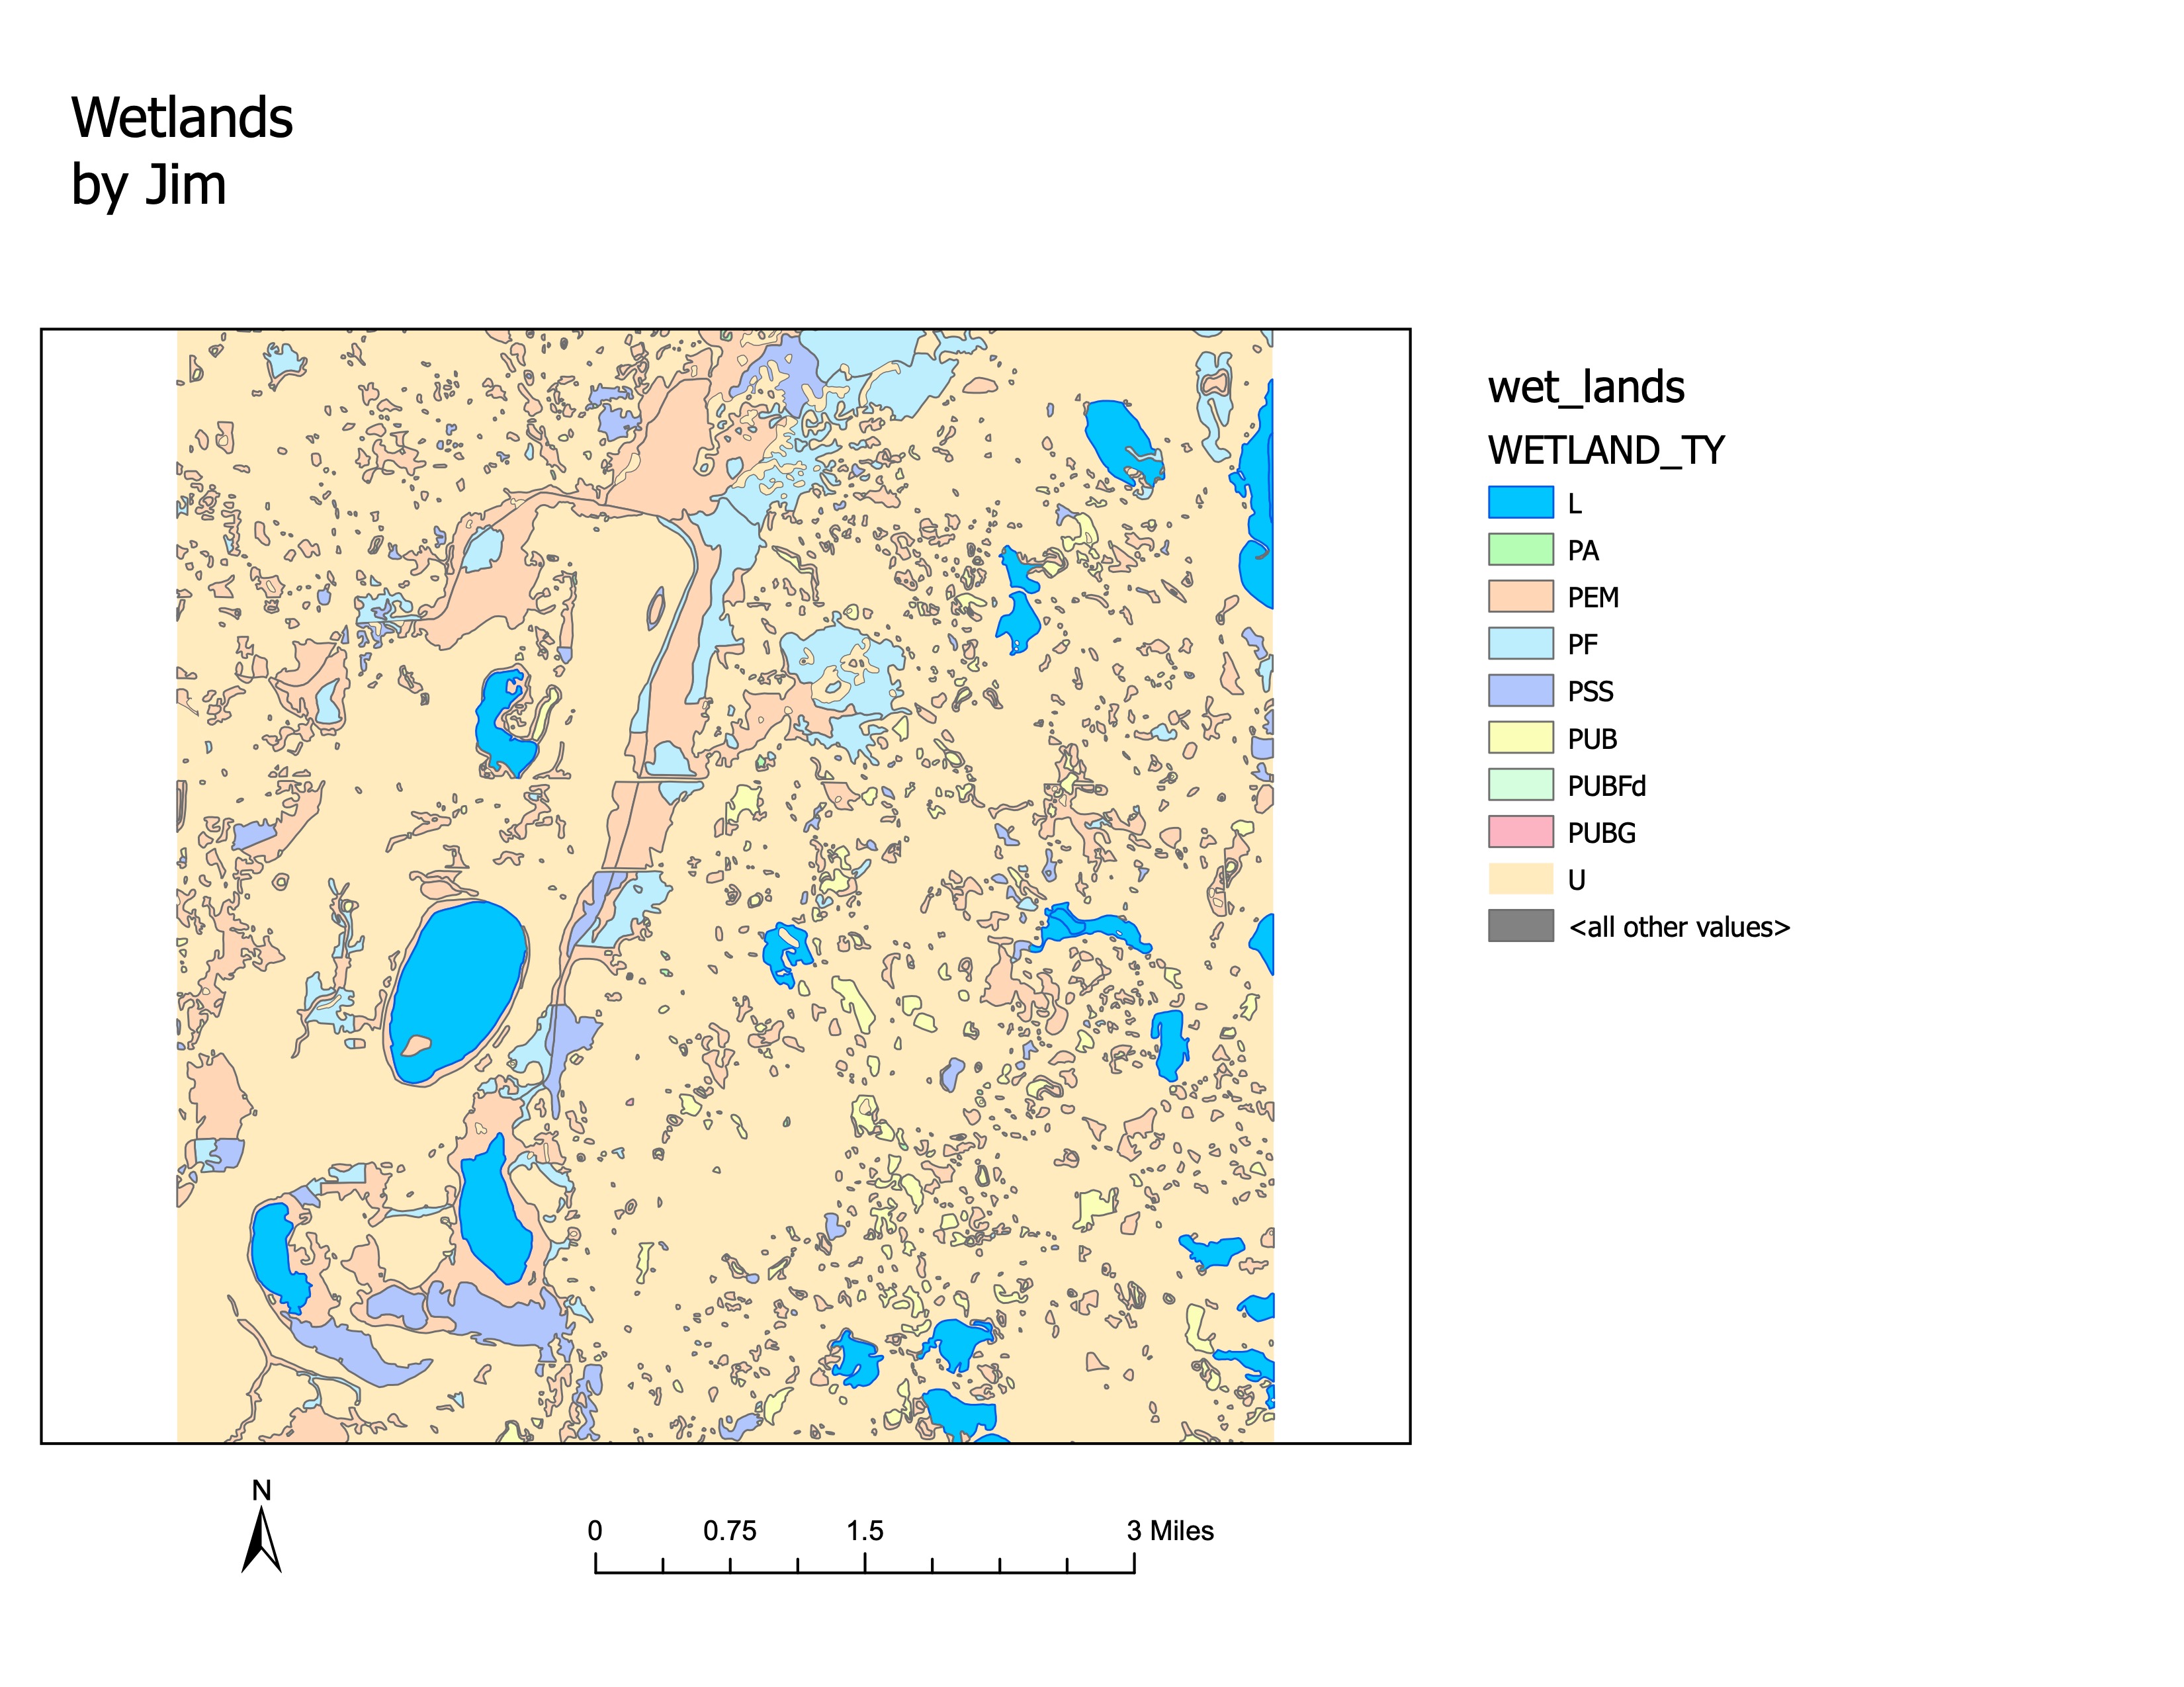 Wetlands
by Jim
wet_lands
WETLAND_TY
L
PA
PEM
PF
PSS
PUB
PUBFd
PUBG
U
<all other values>
N
0 0.75 1.5 3 Miles